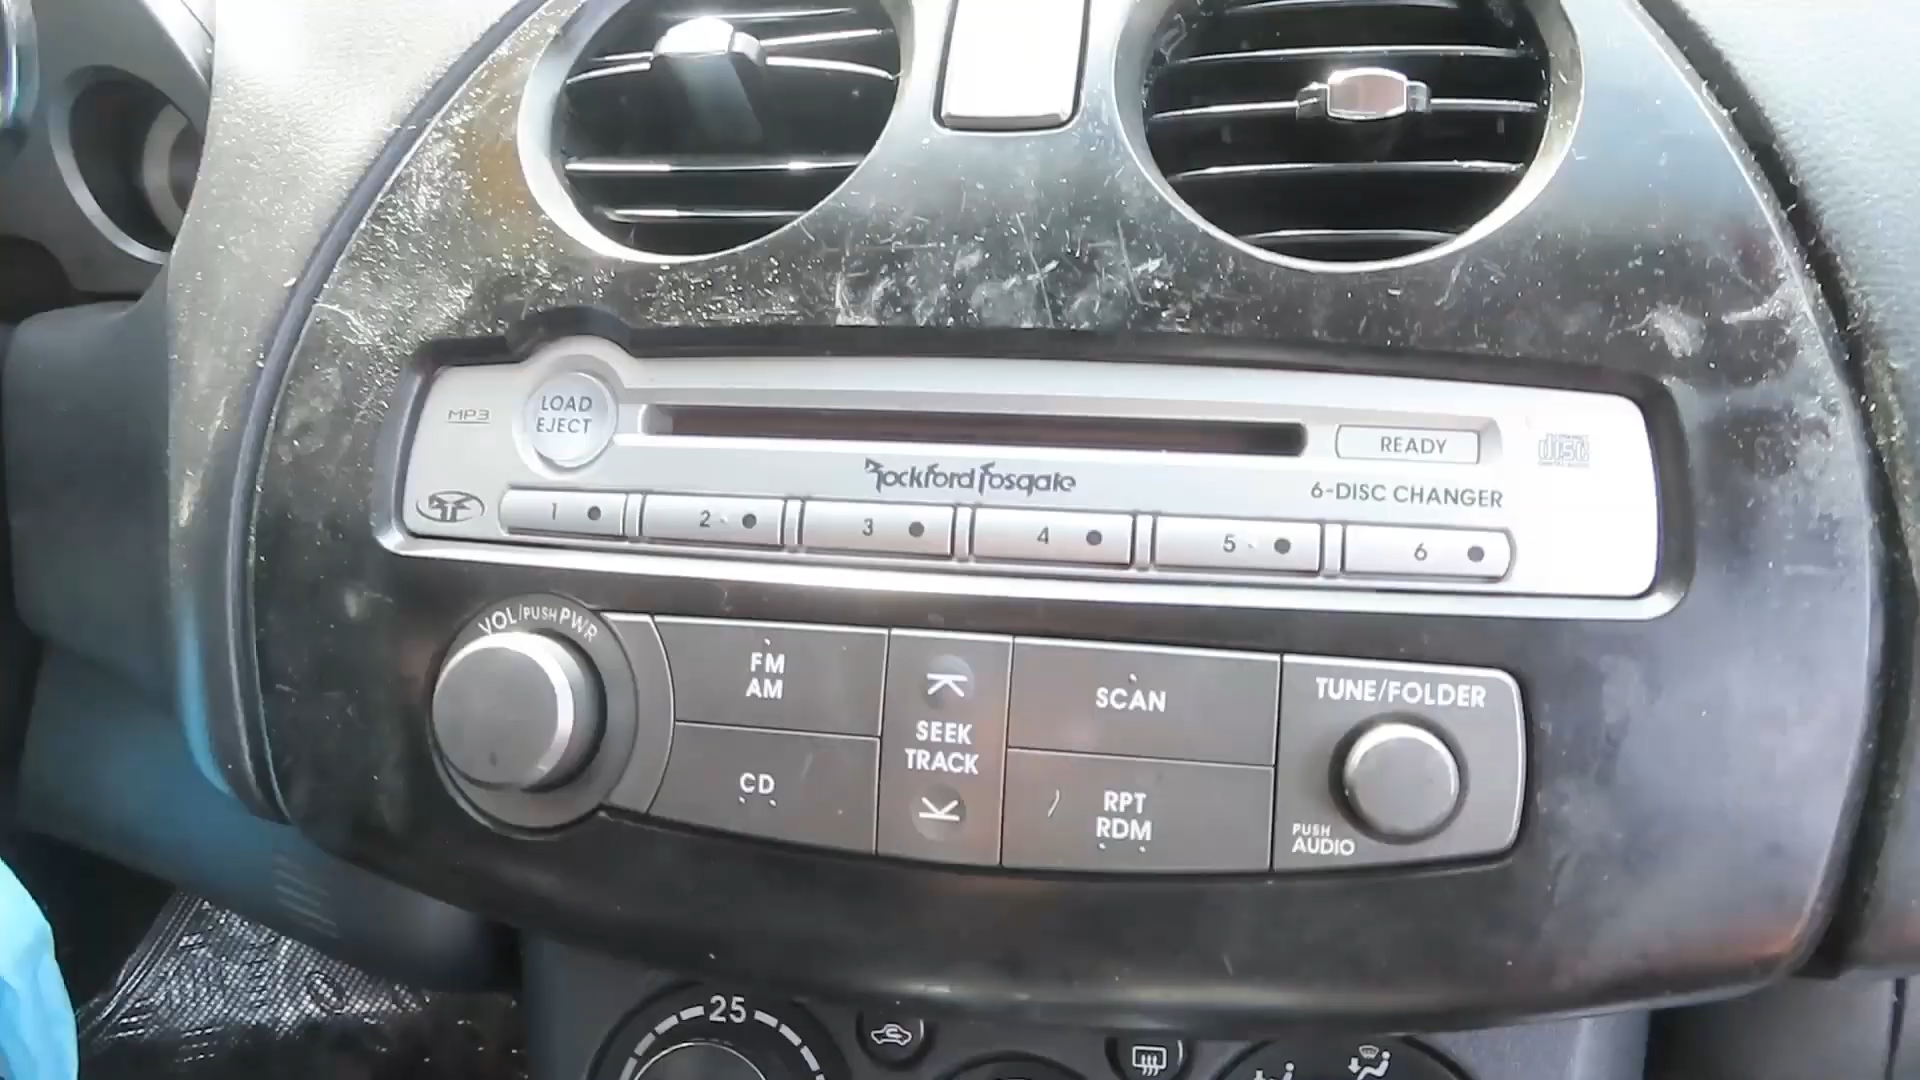 MP3
LOAD
EJECT
READY
DISC
Rockford Fosgate
6-DISC CHANGER
1
2
3
4
5
6
VOL/PUSH PWR
FM
AM
CD
SEEK
TRACK
SCAN
RPT
RDM
TUNE/FOLDER
PUSH
AUDIO
25